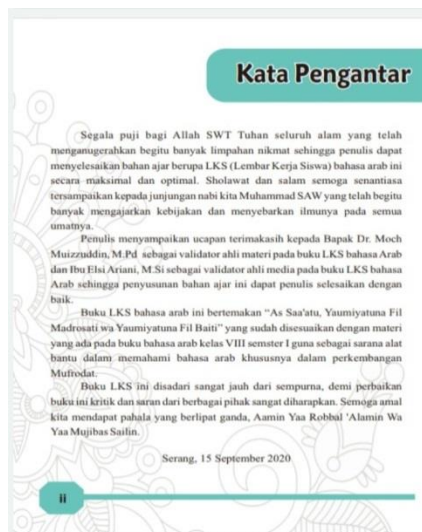 Kata Pengantar
Segala puji bagi Allah SWT Tuhan seluruh alam yang telah
menganugerahkan begitu banyak limpahan nikmat sehingga penulis dapat
menyelesaikan bahan ajar berupa LKS (Lembar Kerja Siswa) bahasa arab ini
secara maksimal dan optimal. Sholawat dan salam semoga senantiasa
tersampaikan kepada junjungan nabi kita Muhammad SAW yang telah begitu
banyak mengajarkan kebijakan dan menyebarkan ilmunya pada semua
umatnya.
Penulis menyampaikan ucapan terimakasih kepada Bapak Dr. Moch
Muizzuddin, M.Pd sebagai validator ahli materi pada buku LKS bahasa Arab
dan Ibu Elsi Ariani, M.Si sebagai validator ahli media pada buku LKS bahasa
Arab sehingga penyusunan bahan ajar ini dapat penulis selesaikan dengan
baik.
Buku LKS bahasa arab ini bertemakan “As Saa'atu, Yaumiyatuna Fil
Madrosati wa Yaumiyatuna Fil Baiti” yang sudah disesuaikan dengan materi
yang ada pada buku bahasa arab kelas VIII semster I guna sebagai sarana alat
bantu dalam memahami bahasa arab khususnya dalam perkembangan
Mufrodat.
Buku LKS ini disadari sangat jauh dari sempurna, demi perbaikan
buku ini kritik dan saran dari berbagai pihak sangat diharapkan. Semoga amal
kita mendapat pahala yang berlipat ganda, Aamin Yaa Robbal 'Alamin Wa
Yaa Mujibas Sailin.
Serang, 15 September 2020
ii